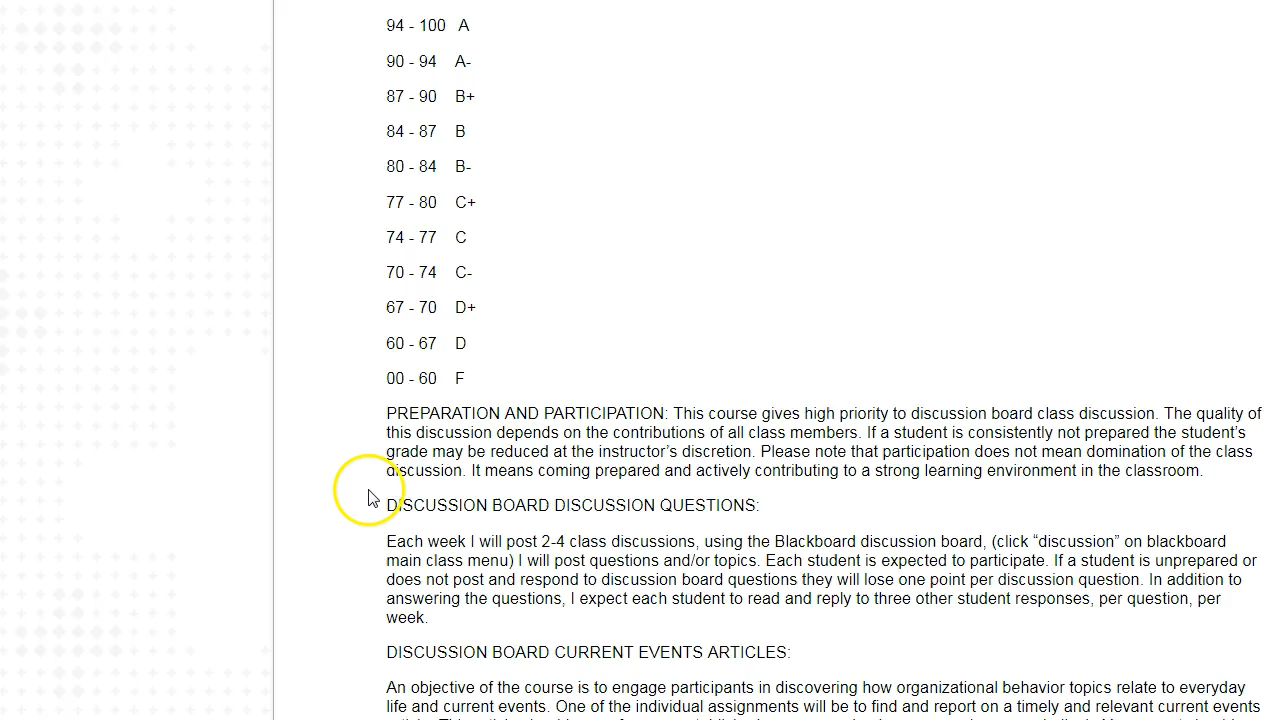 94 - 100 A
90 - 94 A-
87 - 90 B+
84 - 87 B
80 - 84 B-
77 - 80 C+
74 - 77 C
70 - 74 C-
67 - 70 D+
60 - 67 D
00 - 60 F
PREPARATION AND PARTICIPATION: This course gives high priority to discussion board class discussion. The quality of
this discussion depends on the contributions of all class members. If a student is consistently not prepared the student’s
grade may be reduced at the instructor’s discretion. Please note that participation does not mean domination of the class
discussion. It means coming prepared and actively contributing to a strong learning environment in the classroom.
DISCUSSION BOARD DISCUSSION QUESTIONS:
Each week I will post 2-4 class discussions, using the Blackboard discussion board, (click “discussion” on blackboard
main class menu) I will post questions and/or topics. Each student is expected to participate. If a student is unprepared or
does not post and respond to discussion board questions they will lose one point per discussion question. In addition to
answering the questions, I expect each student to read and reply to three other student responses, per question, per
week.
DISCUSSION BOARD CURRENT EVENTS ARTICLES:
An objective of the course is to engage participants in discovering how organizational behavior topics relate to everyday
life and current events. One of the individual assignments will be to find and report on a timely and relevant current events